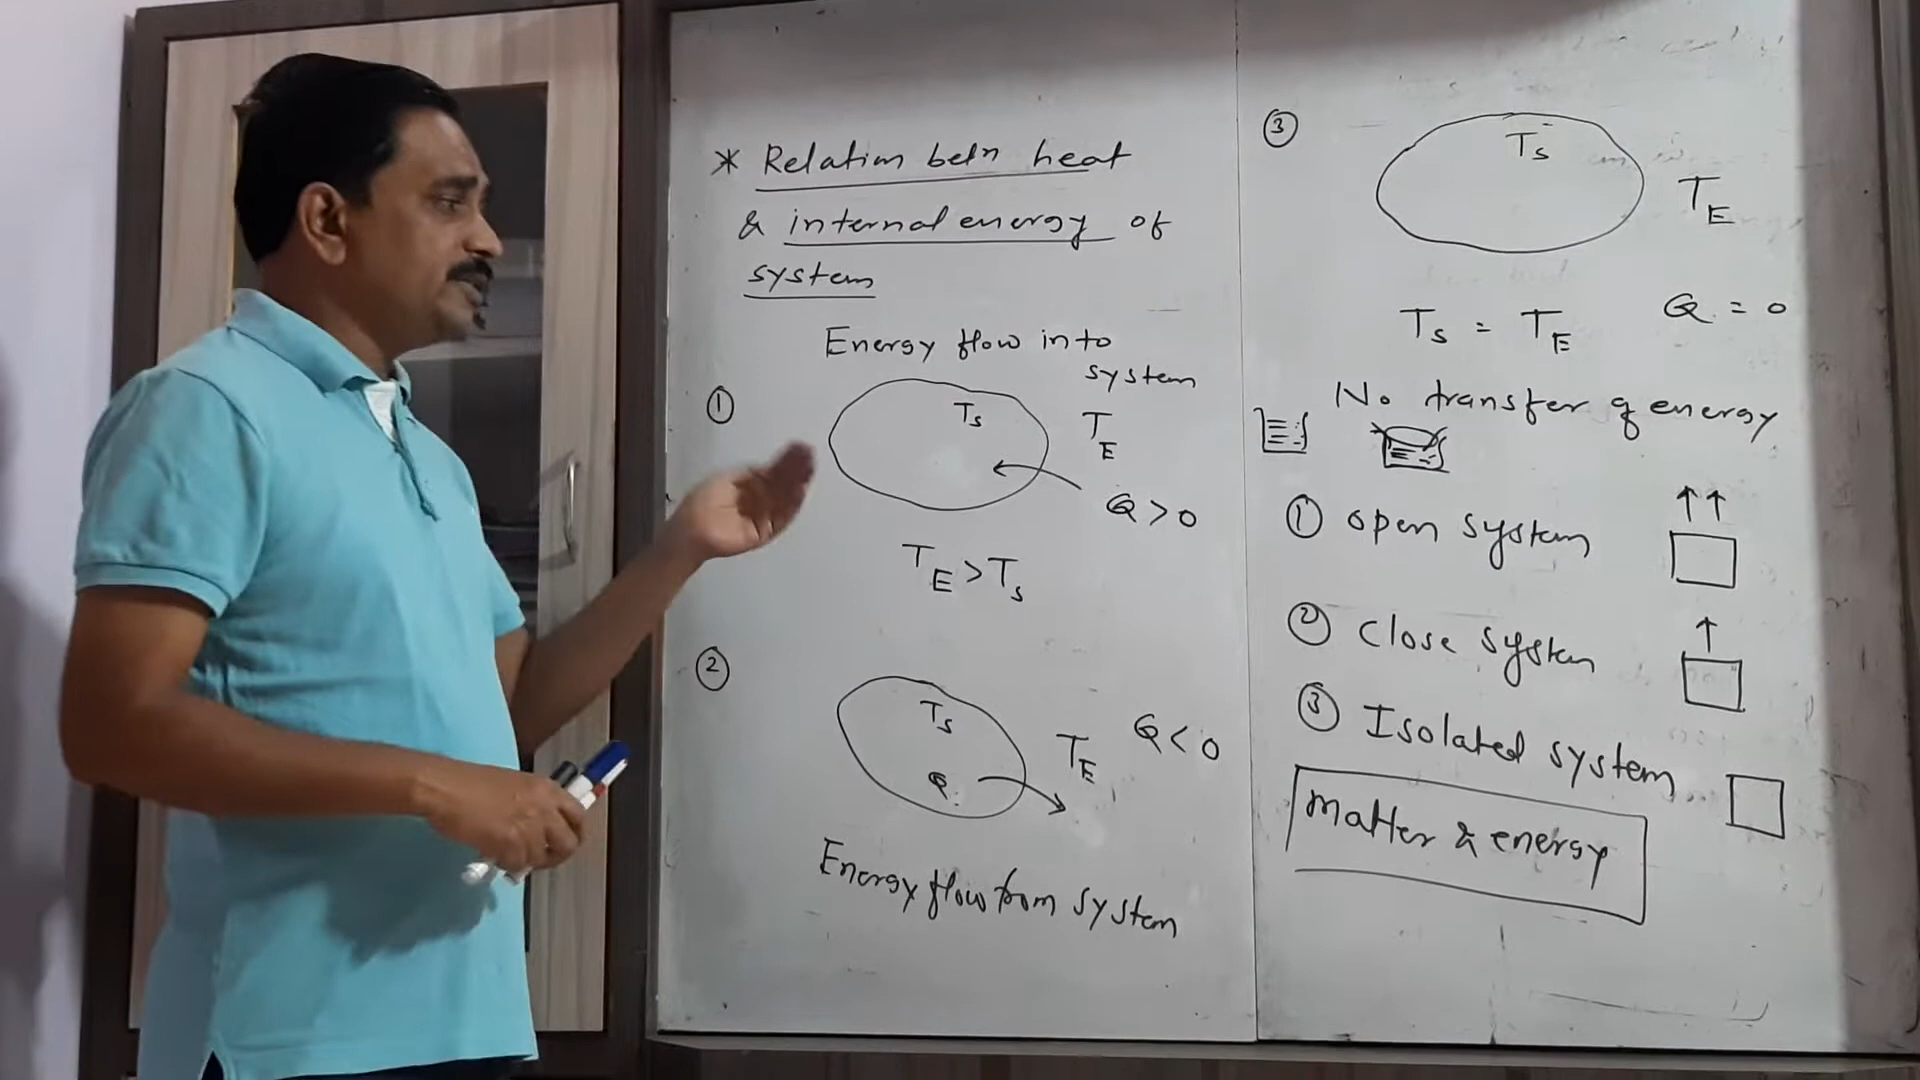 * Relation betn heat
& internal energy of
system
Energy flow into
system
①
Ts
TE
Q > 0
TE > Ts
②
Ts
TE
Q < 0
Q
Energy flow from system
③
Ts
TE
Ts = TE
Q = 0
No transfer of energy
① open system
② Close system
③ Isolated system
matter & energy